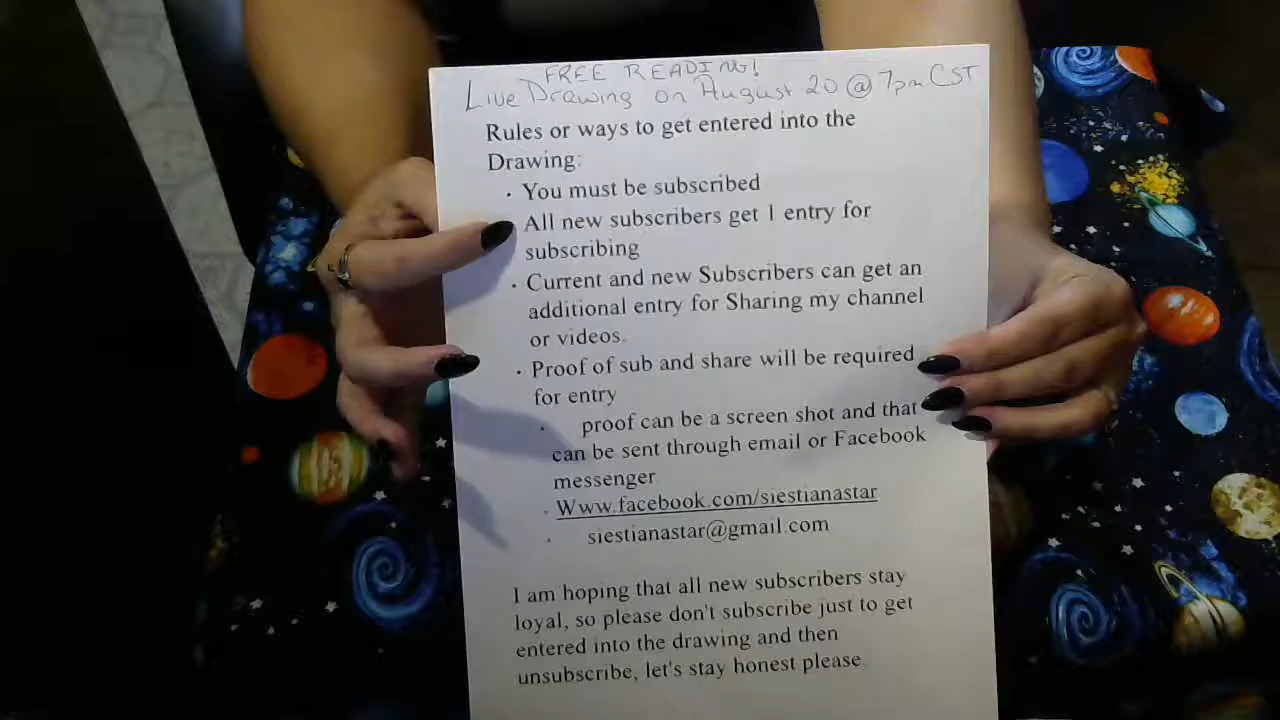 FREE READING!
Live Drawing on August 20 @ 7pm CST
Rules or ways to get entered into the
Drawing:
· You must be subscribed
All new subscribers get 1 entry for
subscribing
· Current and new Subscribers can get an
additional entry for Sharing my channel
or videos.
· Proof of sub and share will be required
for entry
· proof can be a screen shot and that
can be sent through email or Facebook
messenger
· Www.facebook.com/siestianastar
· siestianastar@gmail.com
I am hoping that all new subscribers stay
loyal, so please don't subscribe just to get
entered into the drawing and then
unsubscribe, let's stay honest please.